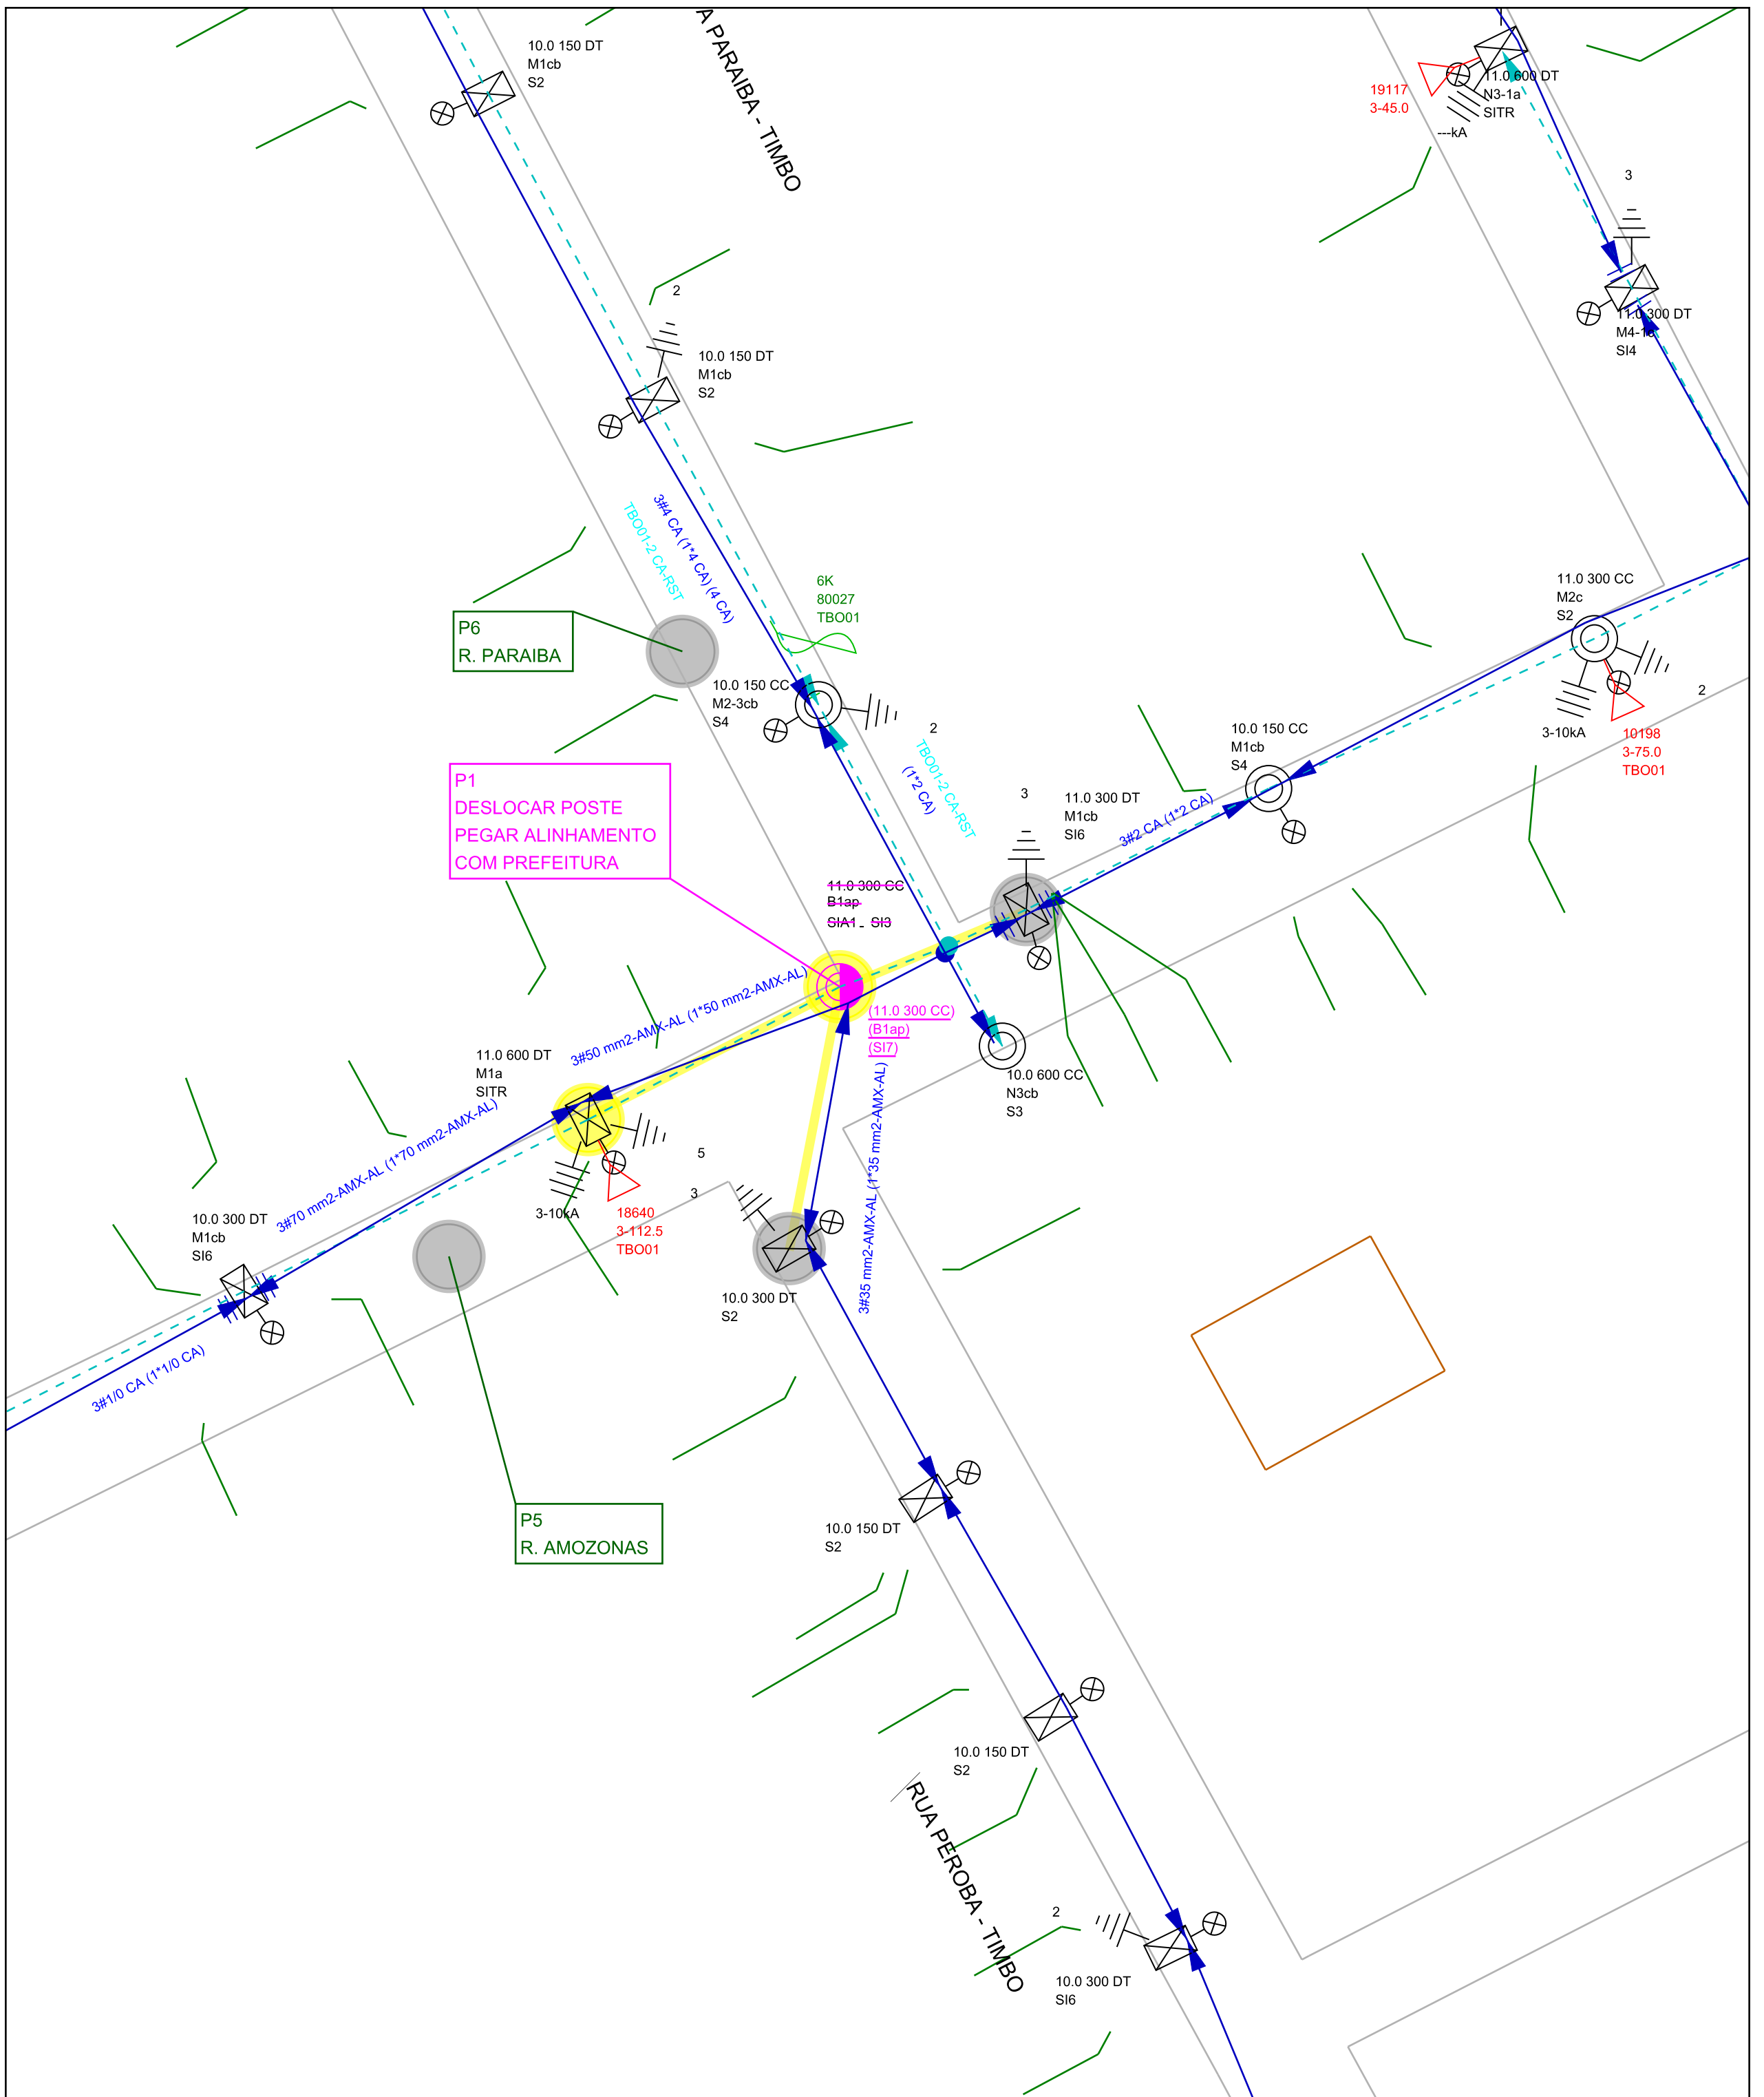 10.0 150 DT
M1cb
S2
A PARAIBA - TIMBO
19117
3-45.0
11.0 600 DT
N3-1a
SITR
---kA
3
11.0 300 DT
SI4
2
10.0 150 DT
M1cb
S2
TBO01-2 CA-RST
3#4 CA (1*4 CA) (4 CA)
6K
80027
TBO01
P6
R. PARAIBA
10.0 150 CC
M2-3cb
S4
2
TBO01-2 CA-RST
(1*2 CA)
11.0 300 CC
M2c
S2
2
3-10kA
10198
3-75.0
TBO01
10.0 150 CC
M1cb
S4
P1
DESLOCAR POSTE
PEGAR ALINHAMENTO
COM PREFEITURA
3
11.0 300 DT
M1cb
SI6
3#2 CA (1*2 CA)
11.0 300 CC
B1ap
SIA1 - SI3
3#50 mm2-AMX-AL (1*50 mm2-AMX-AL)
(11.0 300 CC)
(B1ap)
(SI7)
11.0 600 DT
M1a
SITR
10.0 600 CC
N3cb
S3
3#70 mm2-AMX-AL (1*70 mm2-AMX-AL)
5
3
3#35 mm2-AMX-AL (1*35 mm2-AMX-AL)
3-10kA
18640
3-112.5
TBO01
10.0 300 DT
M1cb
SI6
10.0 300 DT
S2
3#1/0 CA (1*1/0 CA)
P5
R. AMOZONAS
10.0 150 DT
S2
10.0 150 DT
S2
RUA PEROBA - TIMBO
2
10.0 300 DT
SI6